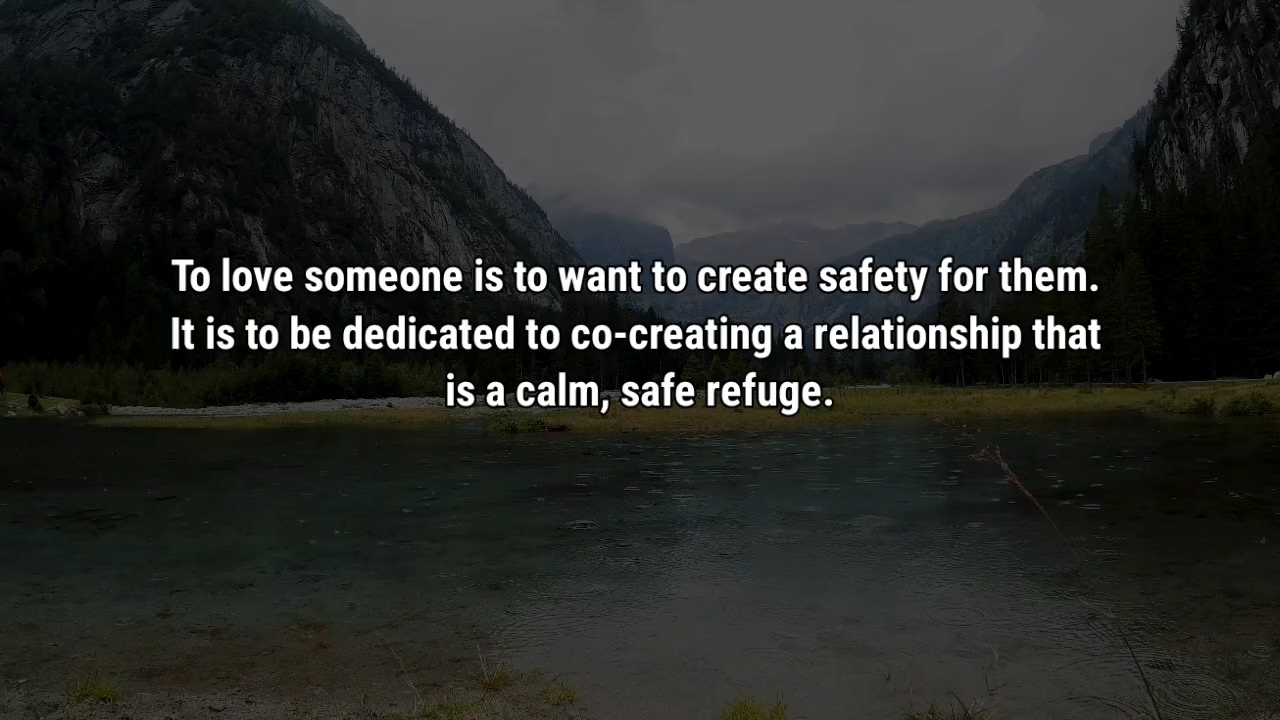 To love someone is to want to create safety for them.
It is to be dedicated to co-creating a relationship that
is a calm, safe refuge.